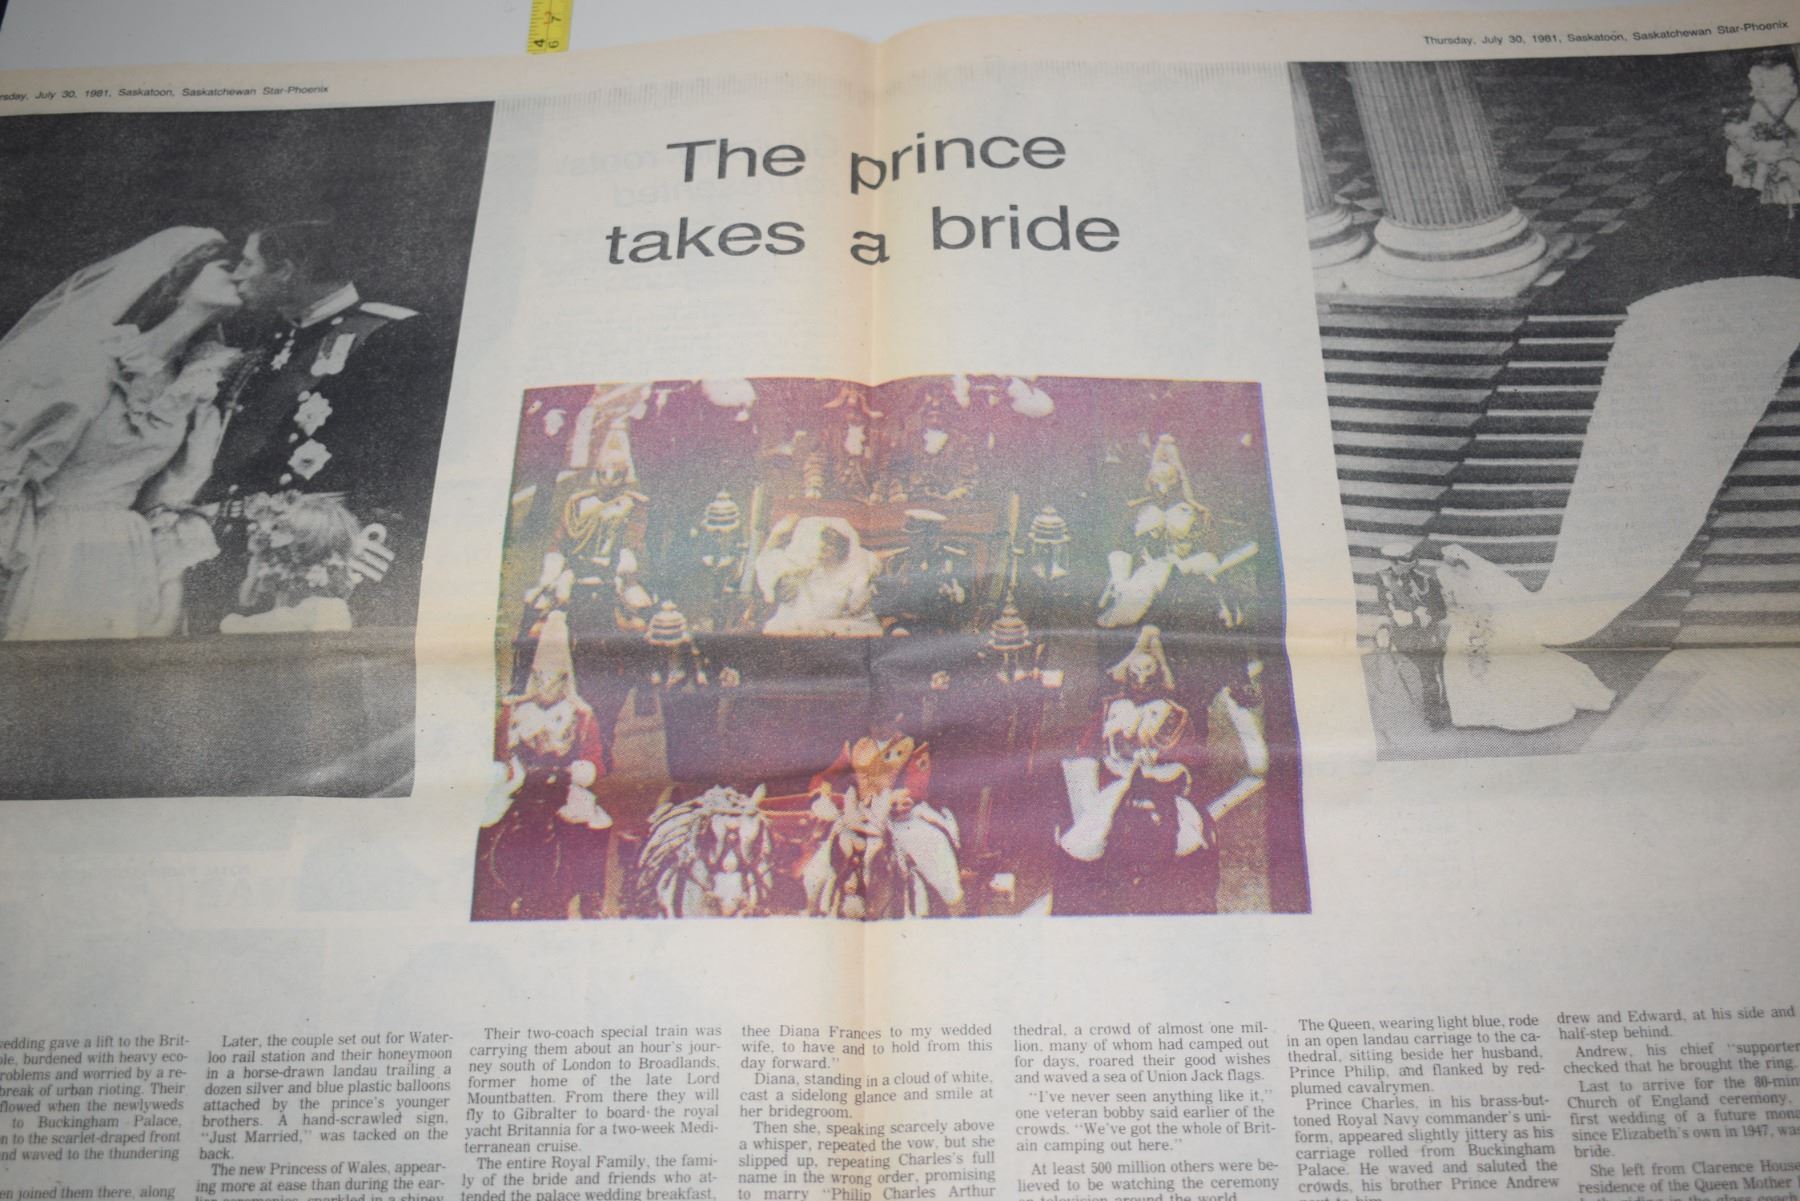 July 30, 1981, Saskatoon, Saskatchewan Star-Phoenix
Thursday, July 30, 1981, Saskatoon, Saskatchewan Star-Phoenix
The prince
takes a bride
wedding gave a lift to the Brit-
burdened with heavy eco-
and worried by a re-
of urban rioting. Their
when the newlyweds
to Buckingham Palace,
to the scarlet-draped front
and waved to the thundering
joined them there, along
Later, the couple set out for Water-
loo rail station and their honeymoon
in a horse-drawn landau trailing a
dozen silver and blue plastic balloons
attached by the prince's younger
brothers. A hand-scrawled sign,
"Just Married," was tacked on the
back.
The new Princess of Wales, appear-
ing more at ease than during the ear-
Their two-coach special train was
carrying them about an hour's jour-
ney south of London to Broadlands,
former home of the late Lord
Mountbatten. From there they will
fly to Gibralter to board the royal
yacht Britannia for a two-week Medi-
terranean cruise.
The entire Royal Family, the fami-
ly of the bride and friends who at-
tended the palace wedding breakfast,
thee Diana Frances to my wedded
wife, to have and to hold from this
day forward."
Diana, standing in a cloud of white,
cast a sidelong glance and smile at
her bridegroom.
Then she, speaking scarcely above
a whisper, repeated the vow, but she
slipped up, repeating Charles's full
name in the wrong order, promising
to marry "Philip Charles Arthur
thedral, a crowd of almost one mil-
lion, many of whom had camped out
for days, roared their good wishes
and waved a sea of Union Jack flags.
"I've never seen anything like it,"
one veteran bobby said earlier of the
crowds. "We've got the whole of Brit-
ain camping out here."
At least 500 million others were be-
lieved to be watching the ceremony
on television around the world.
The Queen, wearing light blue, rode
in an open landau carriage to the ca-
thedral, sitting beside her husband,
Prince Philip, and flanked by red-
plumed cavalrymen.
Prince Charles, in his brass-but-
toned Royal Navy commander's uni-
form, appeared slightly jittery as his
carriage rolled from Buckingham
Palace. He waved and saluted the
crowds, his brother Prince Andrew
next to him.
drew and Edward, at his side and
half-step behind.
Andrew, his chief "supporter
checked that he brought the ring.
Last to arrive for the 80-min
Church of England ceremony,
first wedding of a future
since Elizabeth's own in 1947, was
bride.
She left from Clarence House
residence of the Queen Mother